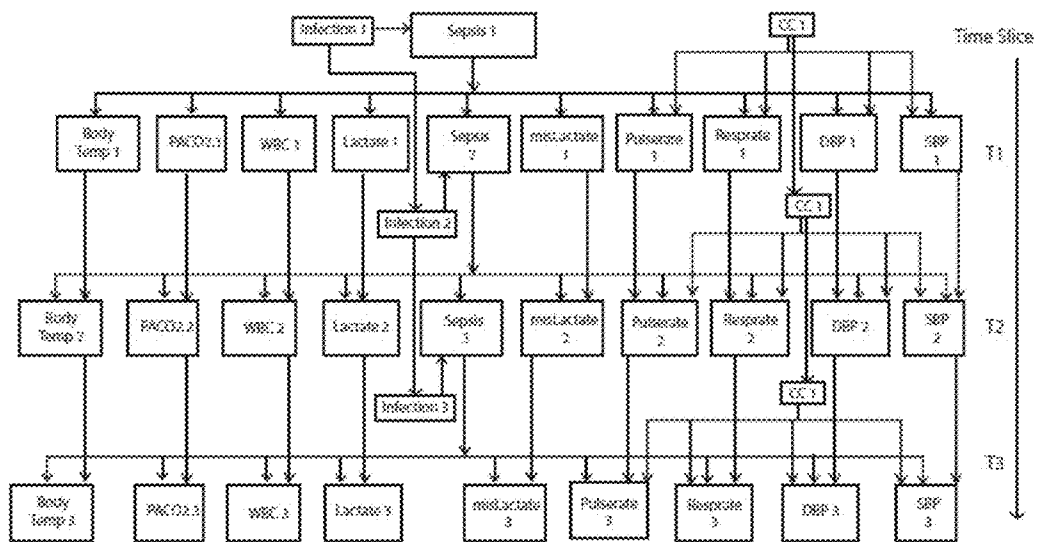 Infection 1
Sepsis 1
CC 1
Time Slice
Body
Temp 1
PACO2.1
WBC 1
Lactate 1
Sepsis
2
misLactate
1
Pulserate
1
Resprate
1
DBP 1
SBP
1
T1
Infection 2
CC 1
Body
Temp 2
PACO2.2
WBC 2
Lactate 2
Sepsis
3
misLactate
2
Pulserate
2
Resprate
2
DBP 2
SBP
2
T2
Infection 3
CC 1
T3
Body
Temp 3
PACO2.3
WBC 3
Lactate 3
misLactate
3
Pulserate
3
Resprate
3
DBP 3
SBP
3